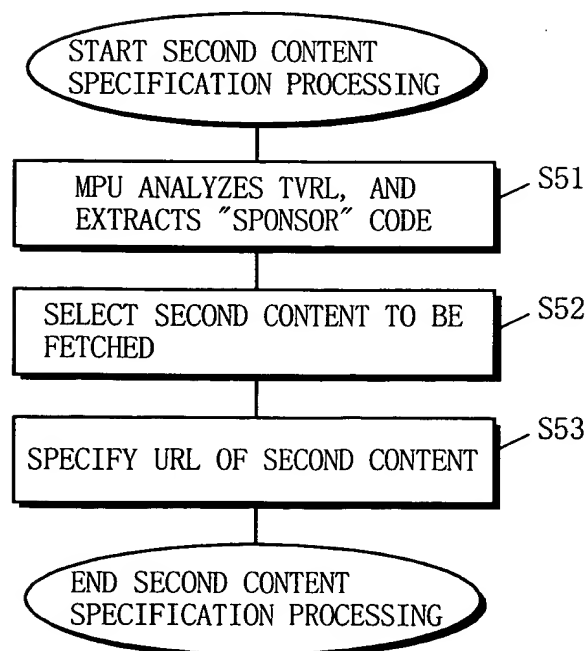 START SECOND CONTENT
SPECIFICATION PROCESSING
MPU ANALYZES TVRL, AND
EXTRACTS "SPONSOR" CODE
S51
SELECT SECOND CONTENT TO BE
FETCHED
S52
SPECIFY URL OF SECOND CONTENT
S53
END SECOND CONTENT
SPECIFICATION PROCESSING